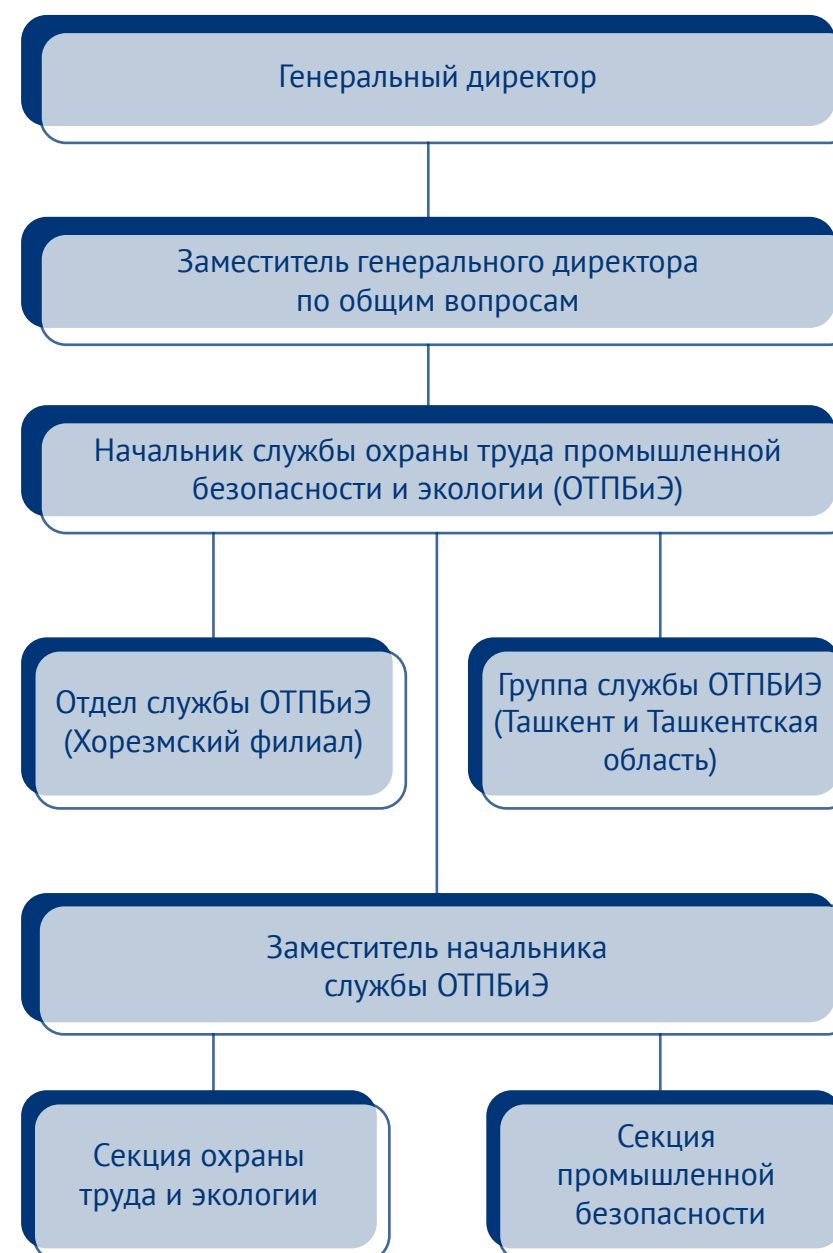 Генеральный директор
Заместитель генерального директора
по общим вопросам
Начальник службы охраны труда промышленной
безопасности и экологии (ОТПБиЭ)
Отдел службы ОТПБиЭ
(Хорезмский филиал)
Группа службы ОТПБИЭ
(Ташкент и Ташкентская
область)
Заместитель начальника
службы ОТПБиЭ
Секция охраны
труда и экологии
Секция
промышленной
безопасности